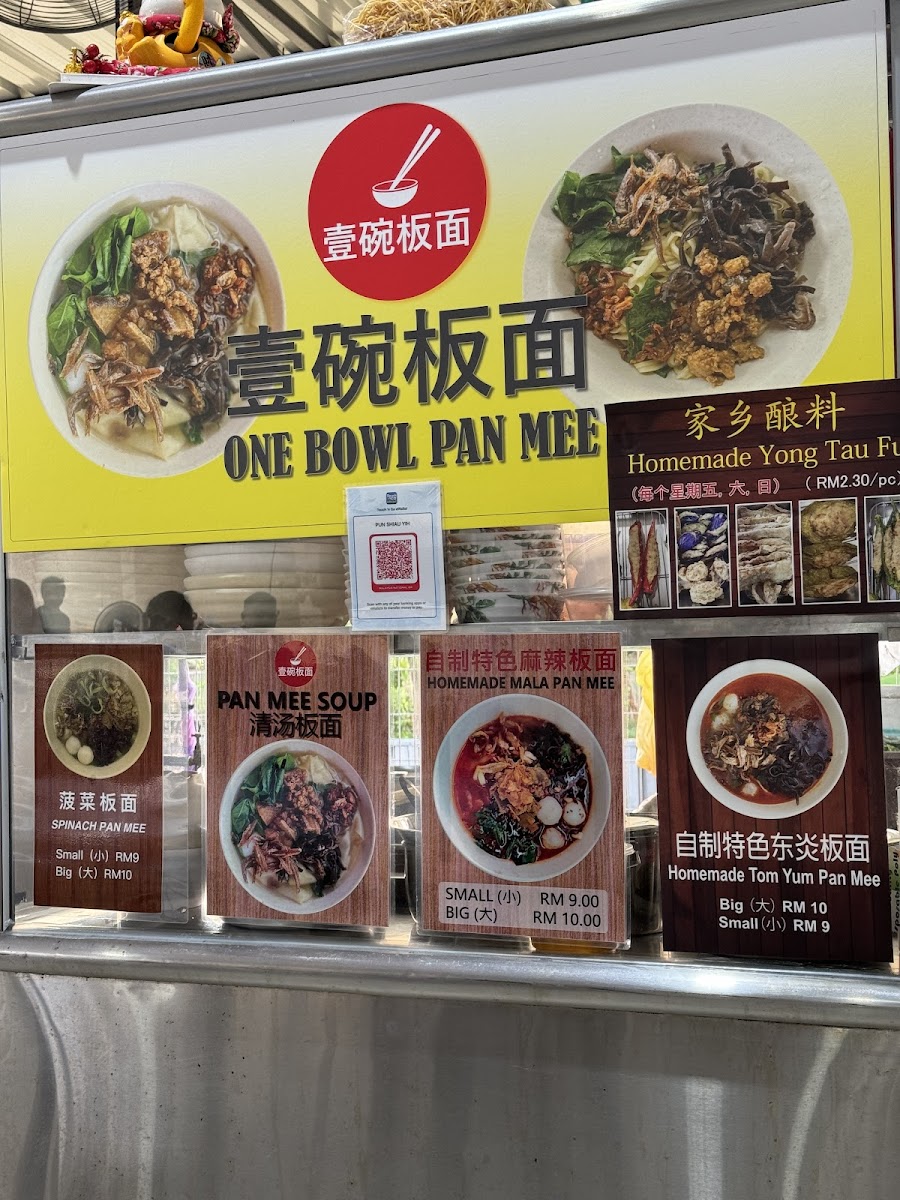 壹碗板面
壹碗板面
ONE BOWL PAN MEE
家乡酿料
Homemade Yong Tau Fu
(每个星期五, 六, 日) (RM2.30/pc)
Touch 'n Go eWallet
PUN SHIAU YIH
菠菜板面
SPINACH PAN MEE
Small (小) RM9
Big (大) RM10
壹碗板面
PAN MEE SOUP
清汤板面
自制特色麻辣板面
HOMEMADE MALA PAN MEE
SMALL (小) RM 9.00
BIG (大) RM 10.00
自制特色东炎板面
Homemade Tom Yum Pan Mee
Big (大) RM 10
Small (小) RM 9